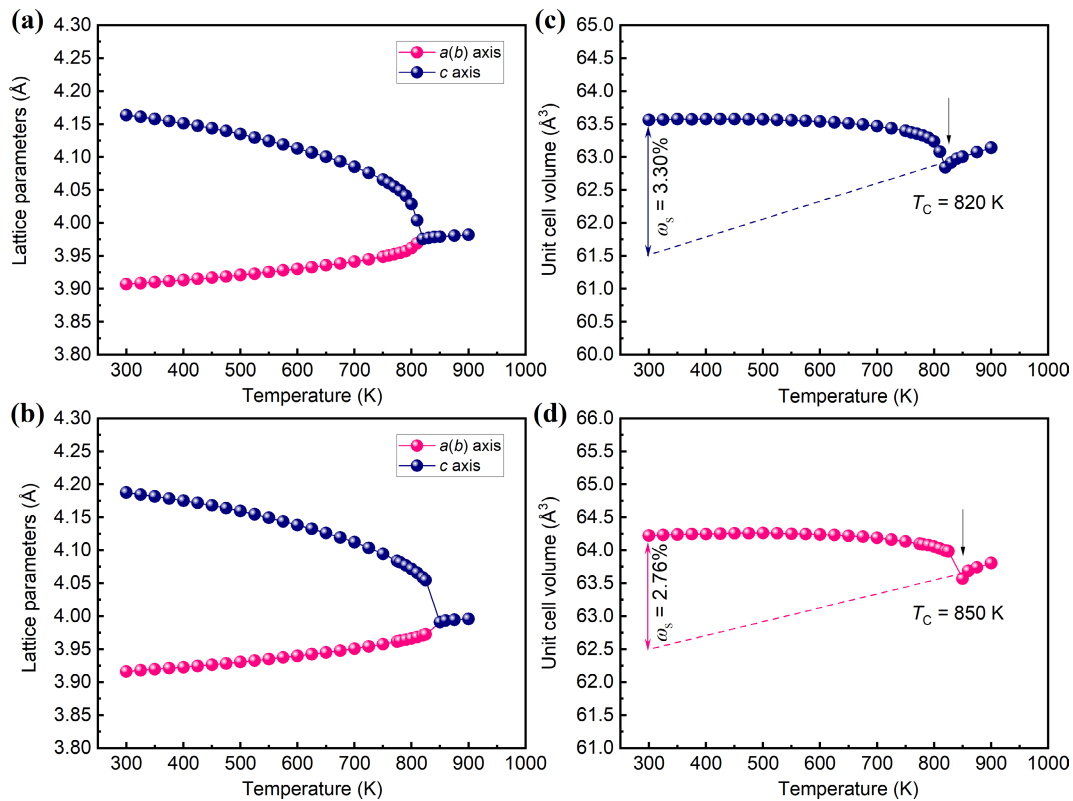 (a)
4.30
4.25
4.20
4.15
4.10
4.05
4.00
3.95
3.90
3.85
3.80
Lattice parameters (Å)
a(b) axis
c axis
300 400 500 600 700 800 900 1000
Temperature (K)
(c)
65.0
64.5
64.0
63.5
63.0
62.5
62.0
61.5
61.0
60.5
60.0
Unit cell volume (Å³)
ωₛ = 3.30%
T_C = 820 K
300 400 500 600 700 800 900 1000
Temperature (K)
(b)
4.30
4.25
4.20
4.15
4.10
4.05
4.00
3.95
3.90
3.85
3.80
Lattice parameters (Å)
a(b) axis
c axis
300 400 500 600 700 800 900 1000
Temperature (K)
(d)
66.0
65.5
65.0
64.5
64.0
63.5
63.0
62.5
62.0
61.5
61.0
Unit cell volume (Å³)
ωₛ = 2.76%
T_C = 850 K
300 400 500 600 700 800 900 1000
Temperature (K)